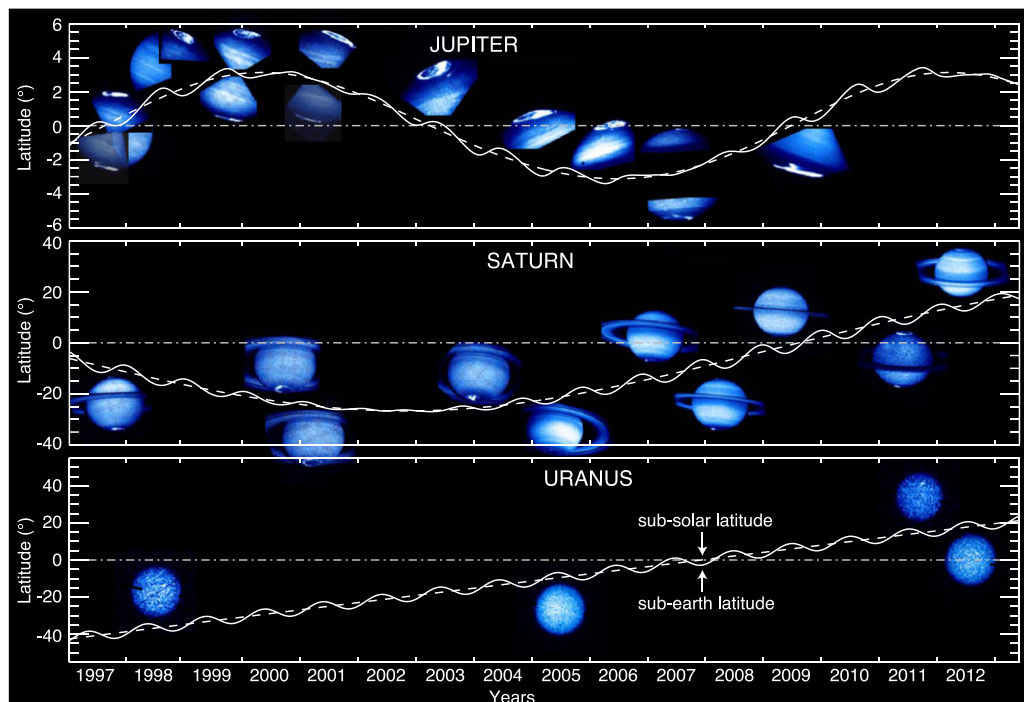 JUPITER
Latitude (°)
6
4
2
0
-2
-4
-6
SATURN
Latitude (°)
40
20
0
-20
-40
URANUS
Latitude (°)
40
20
0
-20
-40
sub-solar latitude
sub-earth latitude
1997 1998 1999 2000 2001 2002 2003 2004 2005 2006 2007 2008 2009 2010 2011 2012
Years